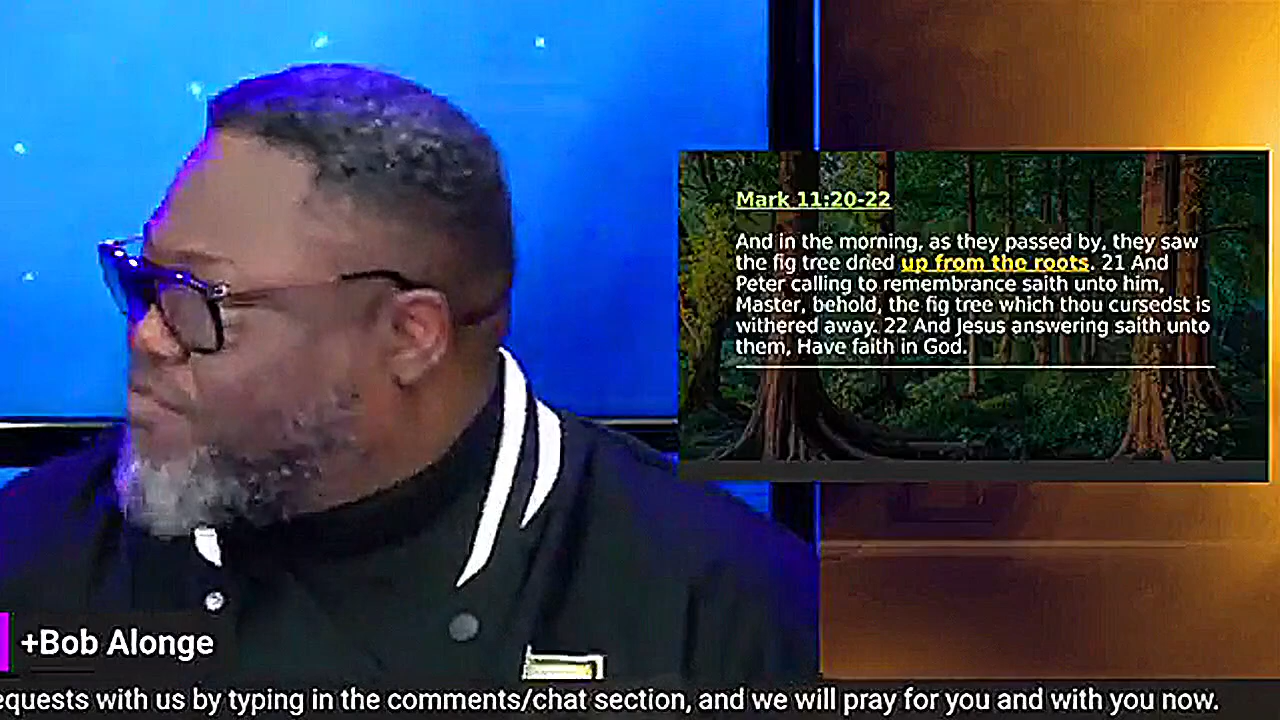 Mark 11:20-22
And in the morning, as they passed by, they saw
the fig tree dried up from the roots. 21 And
Peter calling to remembrance saith unto him,
Master, behold, the fig tree which thou cursedst is
withered away. 22 And Jesus answering saith unto
them, Have faith in God.
+Bob Alonge
equests with us by typing in the comments/chat section, and we will pray for you and with you now.